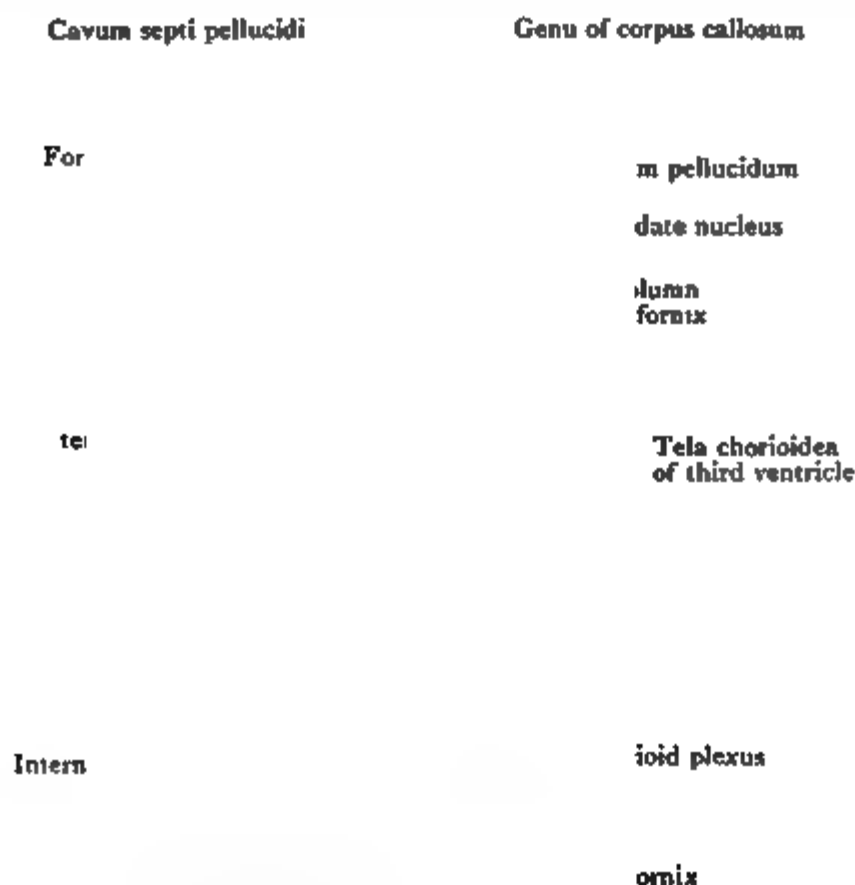 Cavum septi pellucidi
Genu of corpus callosum
For
m pellucidum
date nucleus
lumn
fornix
te
Tela chorioidea
of third ventricle
Intern
ioid plexus
ornix